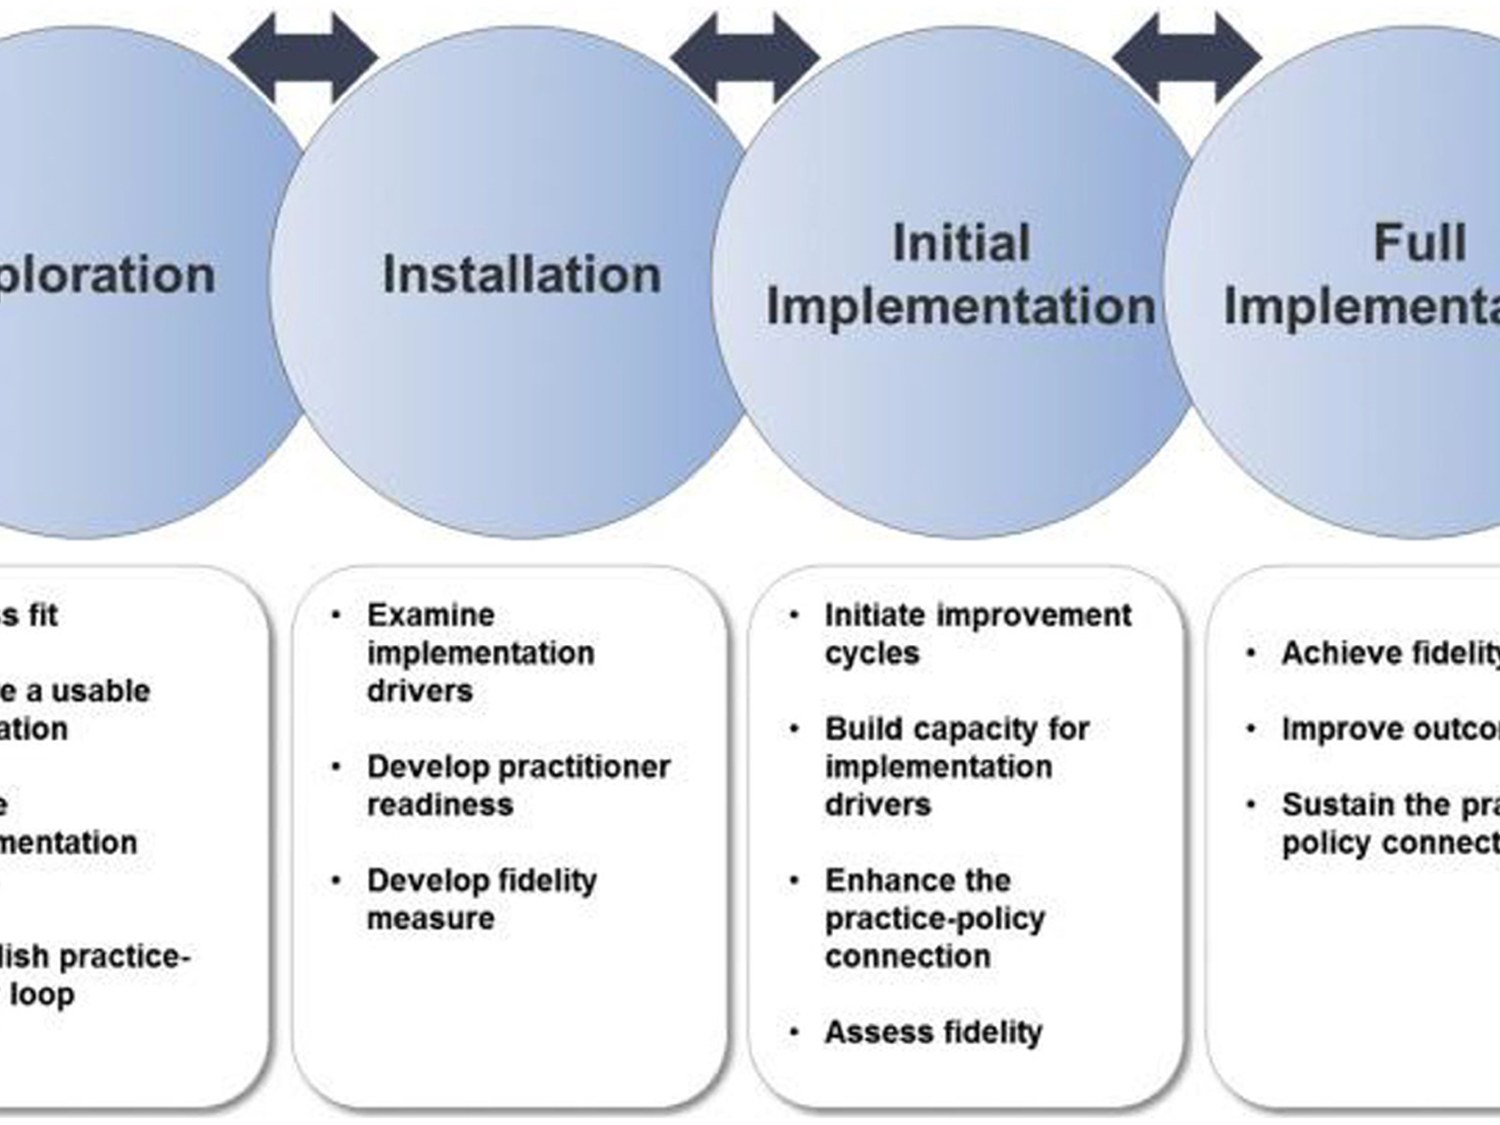 ploration
Installation
Initial
Implementation
Full
Implementa
s fit
e a usable
ation
e
mentation
lish practice-
loop
• Examine
implementation
drivers
• Develop practitioner
readiness
• Develop fidelity
measure
• Initiate improvement
cycles
• Build capacity for
implementation
drivers
• Enhance the
practice-policy
connection
• Assess fidelity
• Achieve fidelity
• Improve outco
• Sustain the pra
policy connect